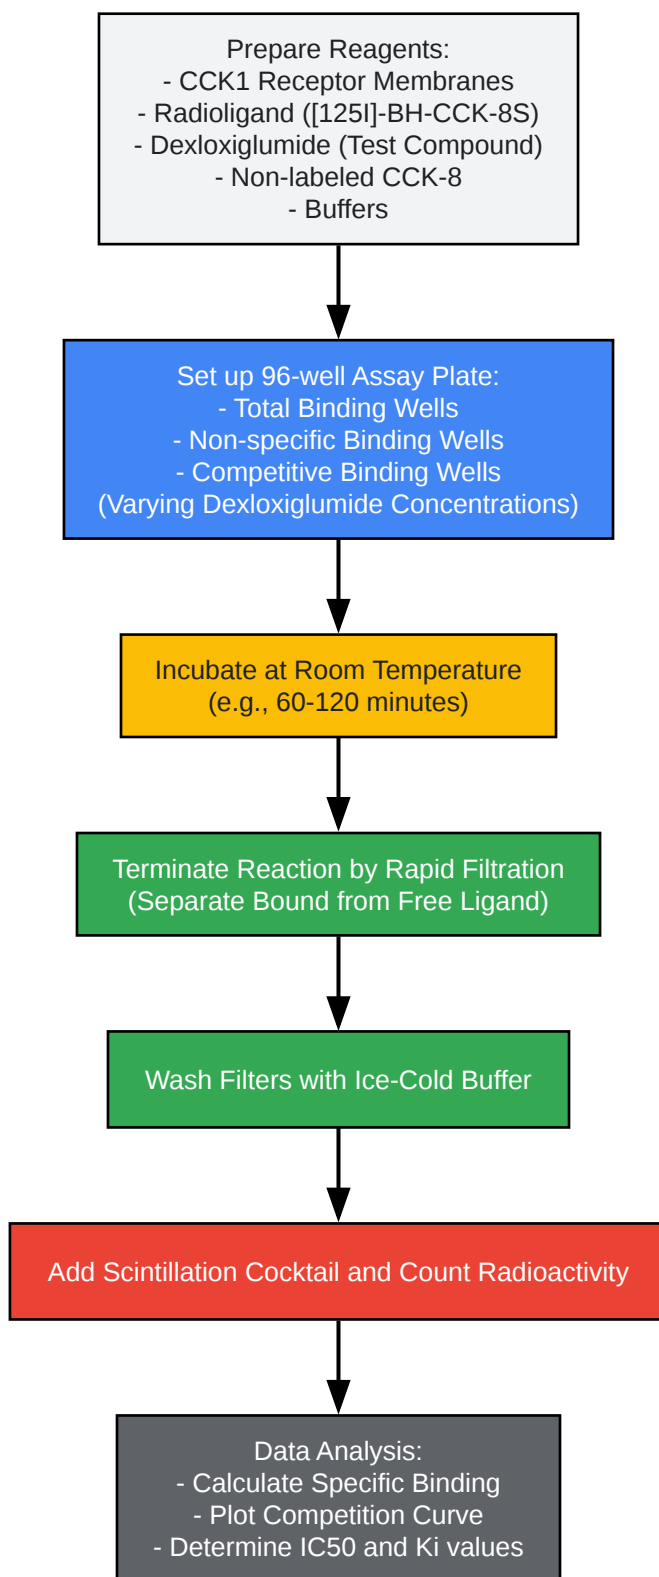 Prepare Reagents:
- CCK1 Receptor Membranes
- Radioligand ([125I]-BH-CCK-8S)
- Dexloxiglumide (Test Compound)
- Non-labeled CCK-8
- Buffers
Set up 96-well Assay Plate:
- Total Binding Wells
- Non-specific Binding Wells
- Competitive Binding Wells
(Varying Dexloxiglumide Concentrations)
Incubate at Room Temperature
(e.g., 60-120 minutes)
Terminate Reaction by Rapid Filtration
(Separate Bound from Free Ligand)
Wash Filters with Ice-Cold Buffer
Add Scintillation Cocktail and Count Radioactivity
Data Analysis:
- Calculate Specific Binding
- Plot Competition Curve
- Determine IC50 and Ki values